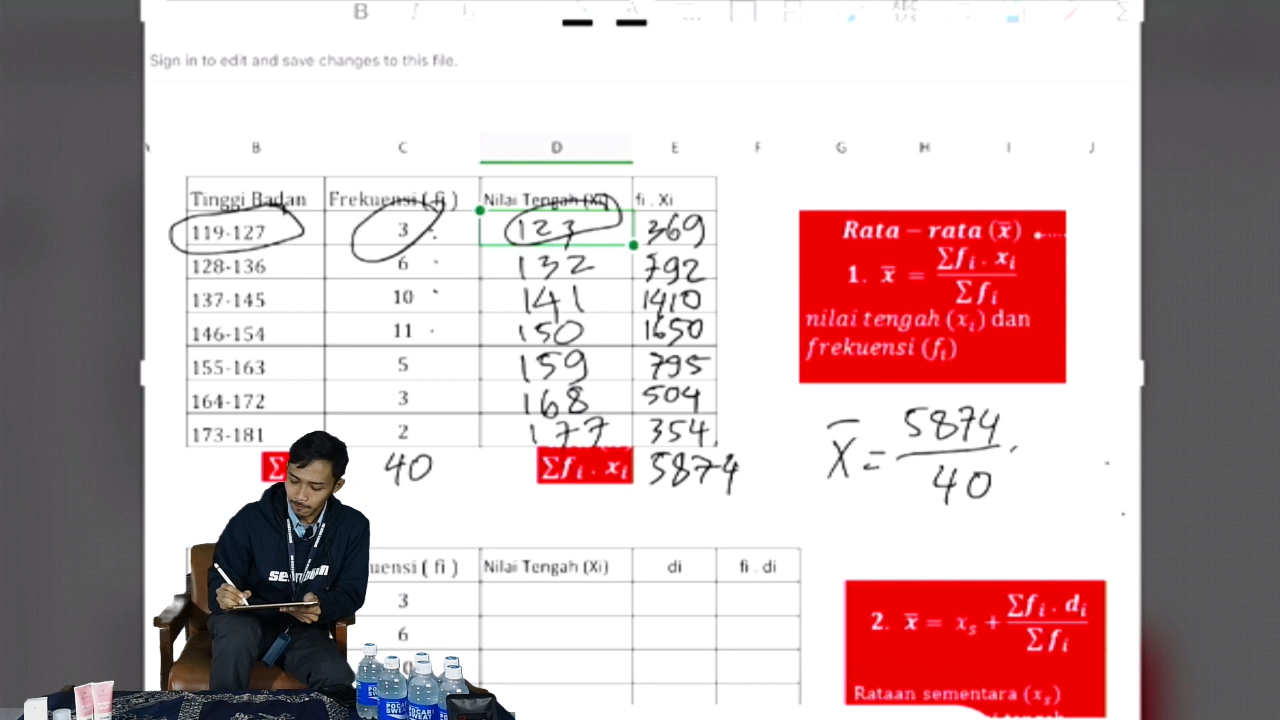 B
Sign in to edit and save changes to this file.
B C D E F G H I J
Tinggi Badan Frekuensi ( fi ) Nilai Tengah (Xi) fi . Xi
119-127 3 123 369
128-136 6 132 792
137-145 10 141 1410
146-154 11 150 1650
155-163 5 159 795
164-172 3 168 504
173-181 2 177 354
Σ 40 Σfᵢ . xᵢ 5874
Rata − rata (x̅)
1. x̅ = Σfᵢ . xᵢ / Σfᵢ
nilai tengah (xᵢ) dan
frekuensi (fᵢ)
X̅ = 5874 / 40
uensi ( fi ) Nilai Tengah (Xi) di fi . di
3
6
2. x̅ = xₛ + Σfᵢ . dᵢ / Σfᵢ
Rataan sementara (xₛ)
POCARI
SWEAT